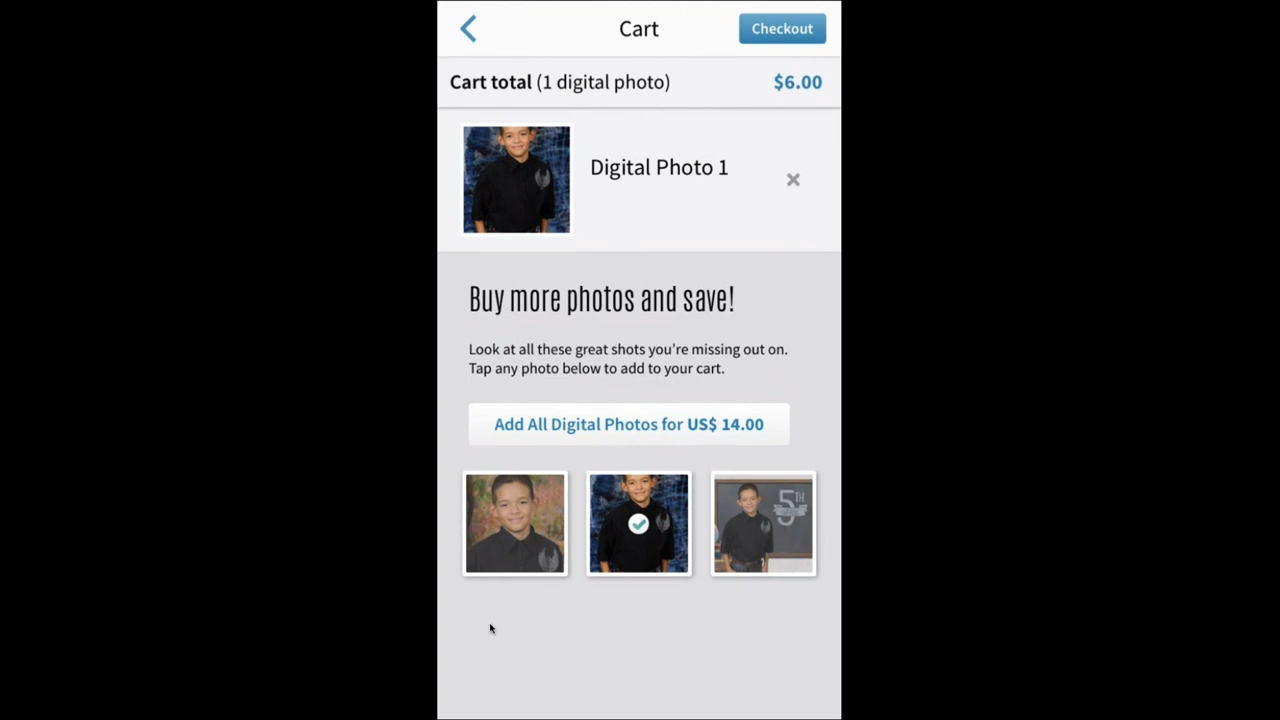 Cart
Checkout
Cart total (1 digital photo)
$6.00
Digital Photo 1
Buy more photos and save!
Look at all these great shots you’re missing out on.
Tap any photo below to add to your cart.
Add All Digital Photos for US$ 14.00
5TH